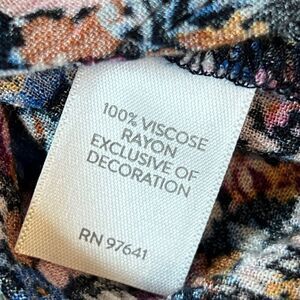 100% VISCOSE
RAYON
EXCLUSIVE OF
DECORATION
RN 97641